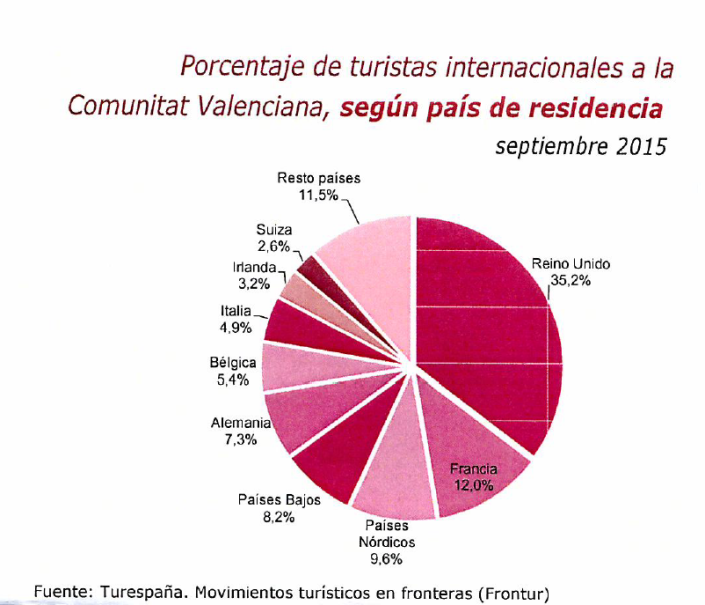 Porcentaje de turistas internacionales a la
Comunitat Valenciana, según país de residencia
septiembre 2015
Resto países
11,5%
Suiza
2,6%
Irlanda
3,2%
Italia
4,9%
Bélgica
5,4%
Alemania
7,3%
Países Bajos
8,2%
Países
Nórdicos
9,6%
Francia
12,0%
Reino Unido
35,2%
Fuente: Turespaña. Movimientos turísticos en fronteras (Frontur)